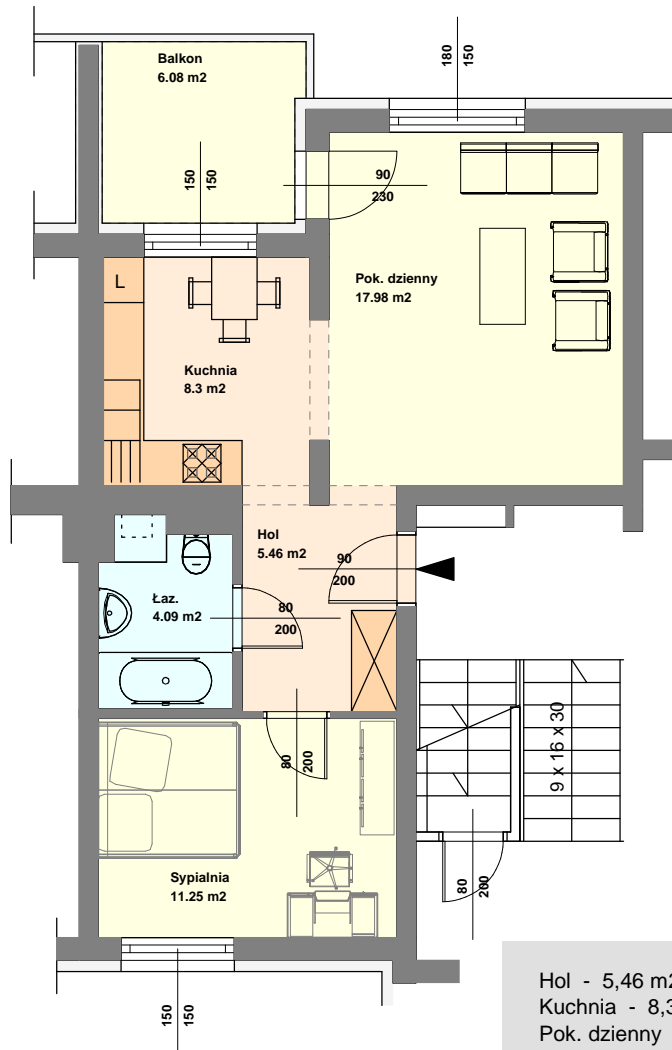 Balkon
6.08 m2
180
150
150
150
90
230
Pok. dzienny
17.98 m2
L
Kuchnia
8.3 m2
Hol
5.46 m2
90
200
Łaz.
4.09 m2
80
200
80
200
9 x 16 x 30
Sypialnia
11.25 m2
80
200
150
150
Hol - 5,46 m2
Kuchnia - 8,3
Pok. dzienny